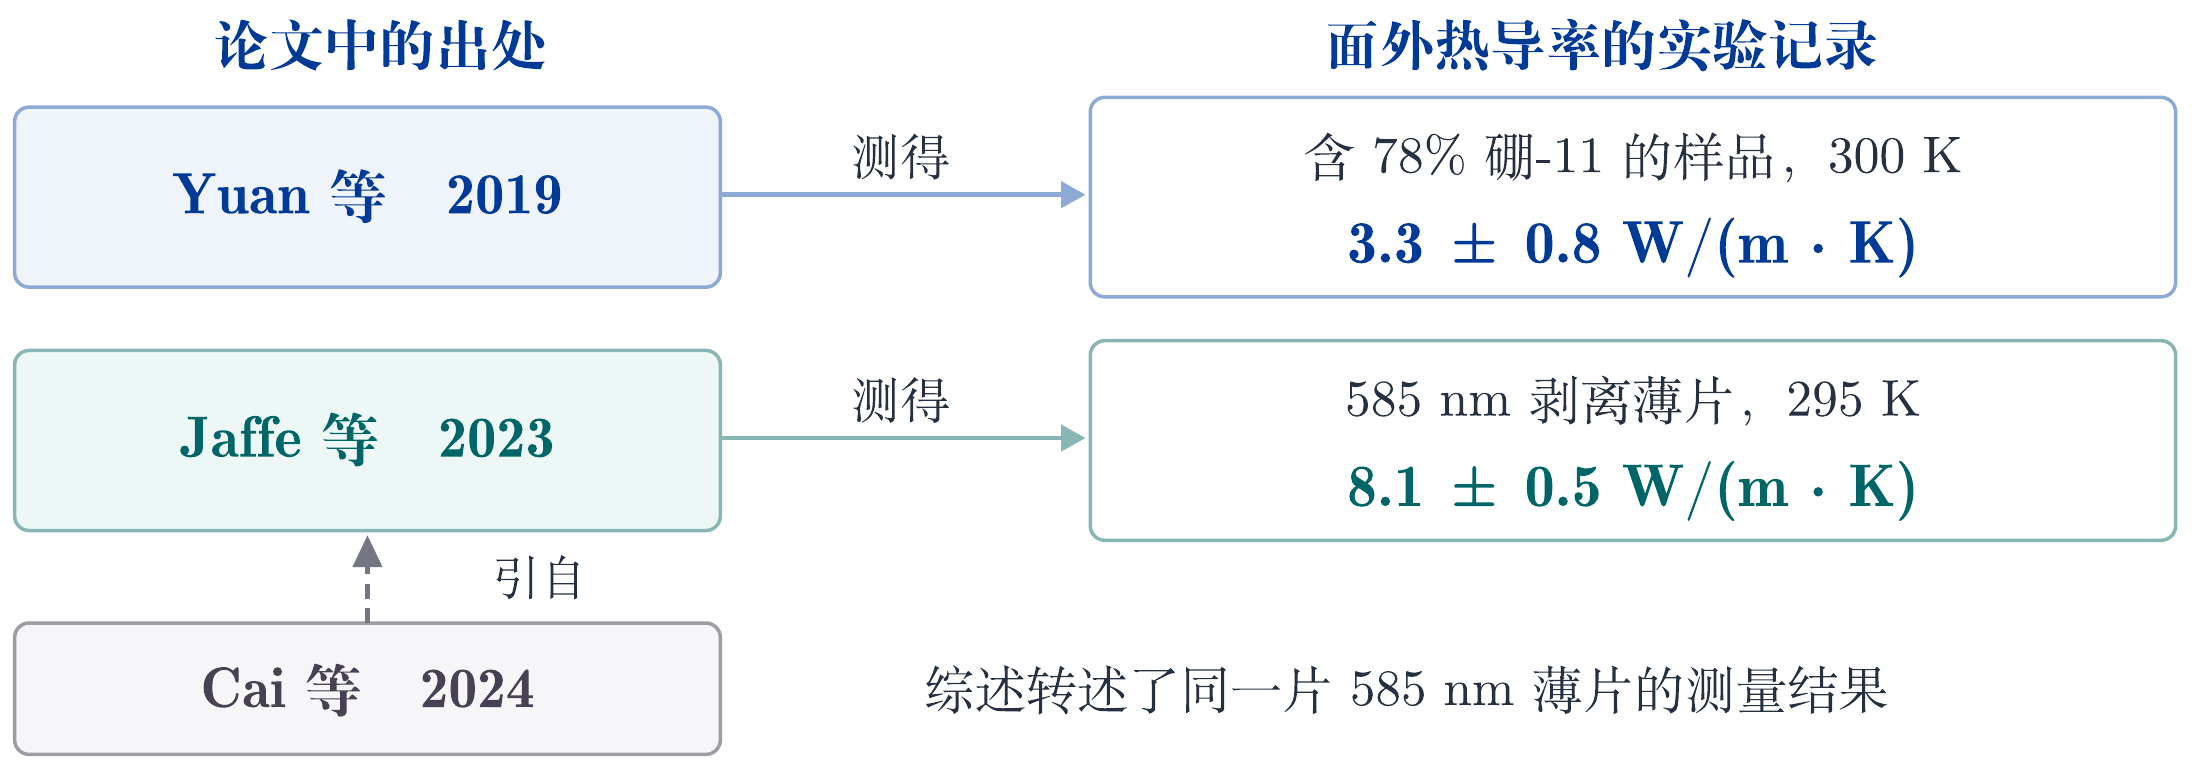 论文中的出处
面外热导率的实验记录
Yuan 等 2019
测得
含 78% 硼-11 的样品，300 K
3.3 ± 0.8 W/(m · K)
Jaffe 等 2023
测得
585 nm 剥离薄片，295 K
8.1 ± 0.5 W/(m · K)
引自
Cai 等 2024
综述转述了同一片 585 nm 薄片的测量结果